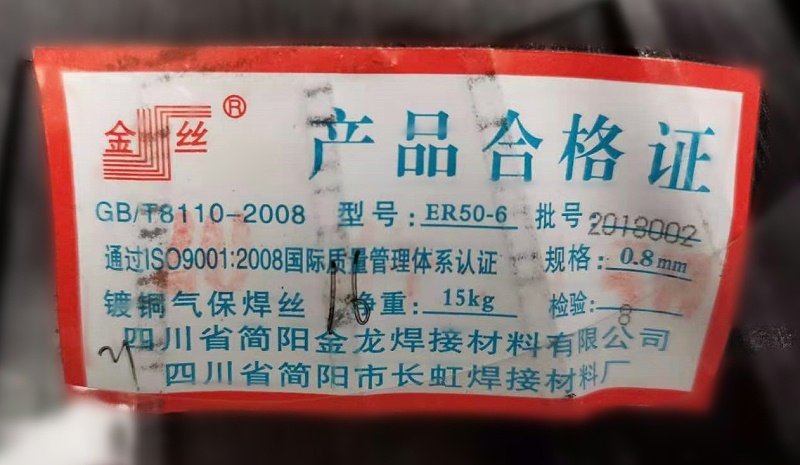 金丝®
产品合格证
GB/T8110-2008 型号: ER50-6 批号 2018002
通过ISO9001:2008国际质量管理体系认证 规格: 0.8mm
镀铜气保焊丝 净重: 15kg 检验: 8
四川省简阳金龙焊接材料有限公司
四川省简阳市长虹焊接材料厂